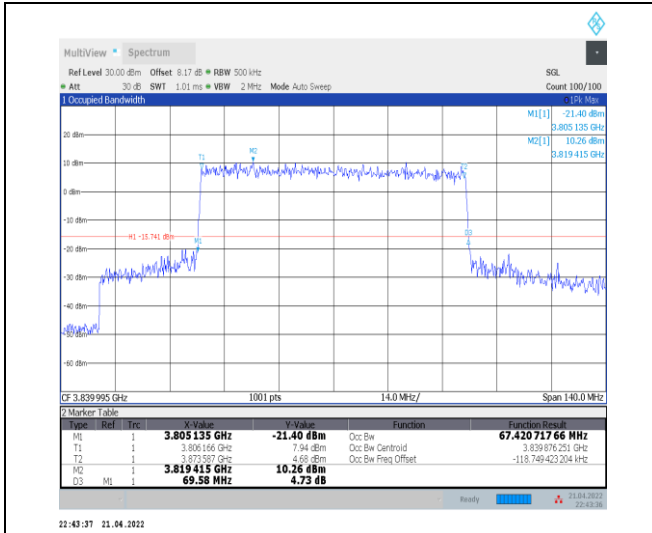 MultiView Spectrum
Ref Level 30.00 dBm Offset 8.17 dB RBW 500 kHz SGL
Att 30 dB SWT 1.01 ms VBW 2 MHz Mode Auto Sweep Count 100/100
1 Occupied Bandwidth 1Pk Max
M1[1] -21.40 dBm
3.805 135 GHz
M2[1] 10.26 dBm
3.819 415 GHz
20 dBm
M2
T1
T2
10 dBm
0 dBm
-10 dBm
H1 -15.741 dBm
D3
M1
-20 dBm
-30 dBm
-40 dBm
-50 dBm
-60 dBm
CF 3.839 995 GHz 1001 pts 14.0 MHz/ Span 140.0 MHz
2 Marker Table
Type Ref Trc X-Value Y-Value Function Function Result
M1 1 3.805 135 GHz -21.40 dBm Occ Bw 67.420 717 66 MHz
T1 1 3.806 166 GHz 7.94 dBm Occ Bw Centroid 3.839 876 251 GHz
T2 1 3.873 587 GHz 4.68 dBm Occ Bw Freq Offset -118.749 423 204 kHz
M2 1 3.819 415 GHz 10.26 dBm
D3 M1 1 69.58 MHz 4.73 dB
Ready 21.04.2022
22:43:36
22:43:37 21.04.2022